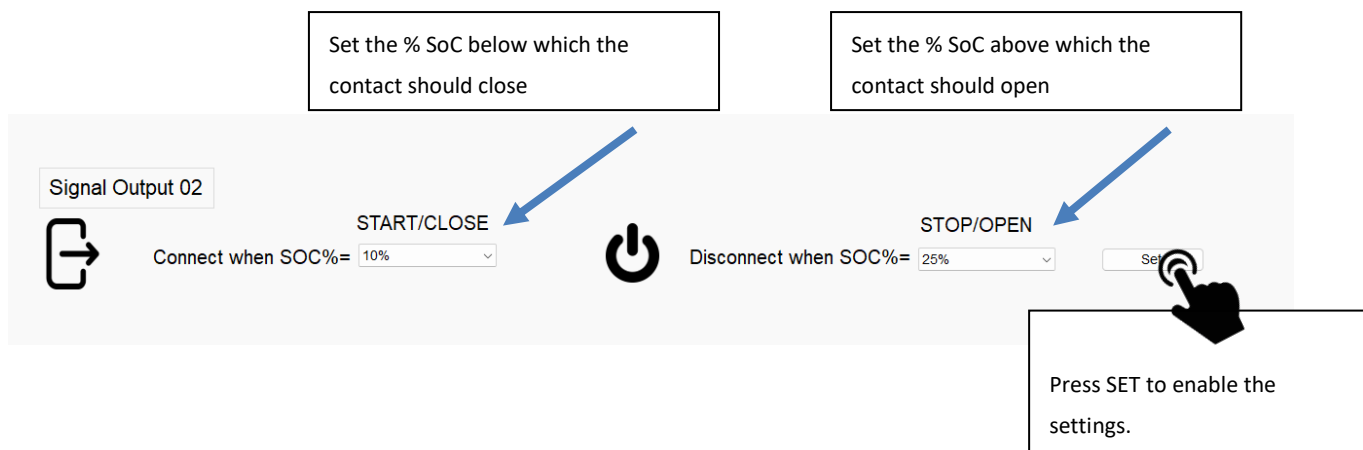 Set the % SoC below which the
contact should close
Set the % SoC above which the
contact should open
Signal Output 02
START/CLOSE
Connect when SOC%= 10%
STOP/OPEN
Disconnect when SOC%= 25%
Set
Press SET to enable the
settings.